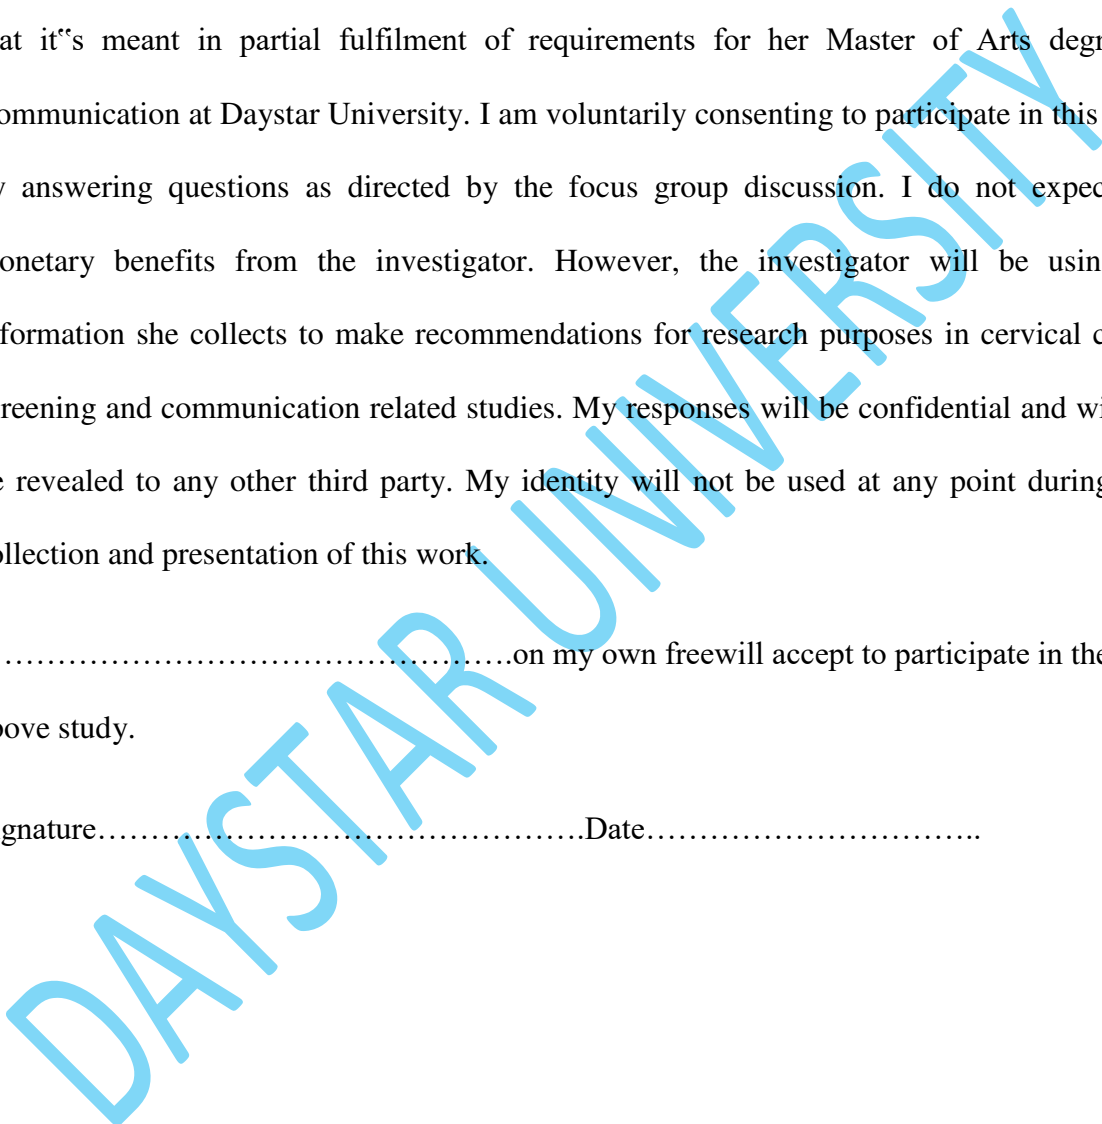 at it‟s meant in partial fulfilment of requirements for her Master of Arts degr
ommunication at Daystar University. I am voluntarily consenting to participate in this
y answering questions as directed by the focus group discussion. I do not expec
onetary benefits from the investigator. However, the investigator will be usin
formation she collects to make recommendations for research purposes in cervical c
reening and communication related studies. My responses will be confidential and wi
e revealed to any other third party. My identity will not be used at any point during
ollection and presentation of this work.
………………………………………….on my own freewill accept to participate in the
bove study.
gnature……………………………………….Date…………………………..
DAYSTAR UNIVERSITY